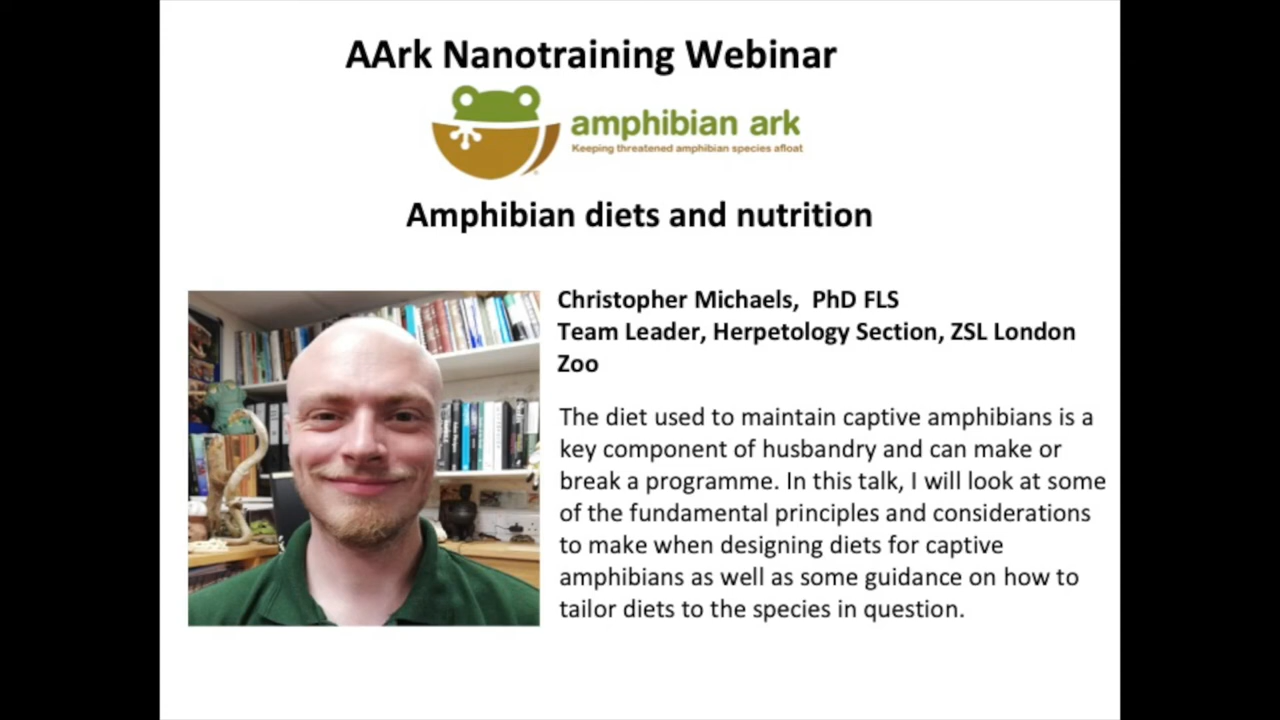 AArk Nanotraining Webinar
amphibian ark
Keeping threatened amphibian species afloat
Amphibian diets and nutrition
Christopher Michaels,  PhD FLS
Team Leader, Herpetology Section, ZSL London
Zoo
The diet used to maintain captive amphibians is a
key component of husbandry and can make or
break a programme. In this talk, I will look at some
of the fundamental principles and considerations
to make when designing diets for captive
amphibians as well as some guidance on how to
tailor diets to the species in question.